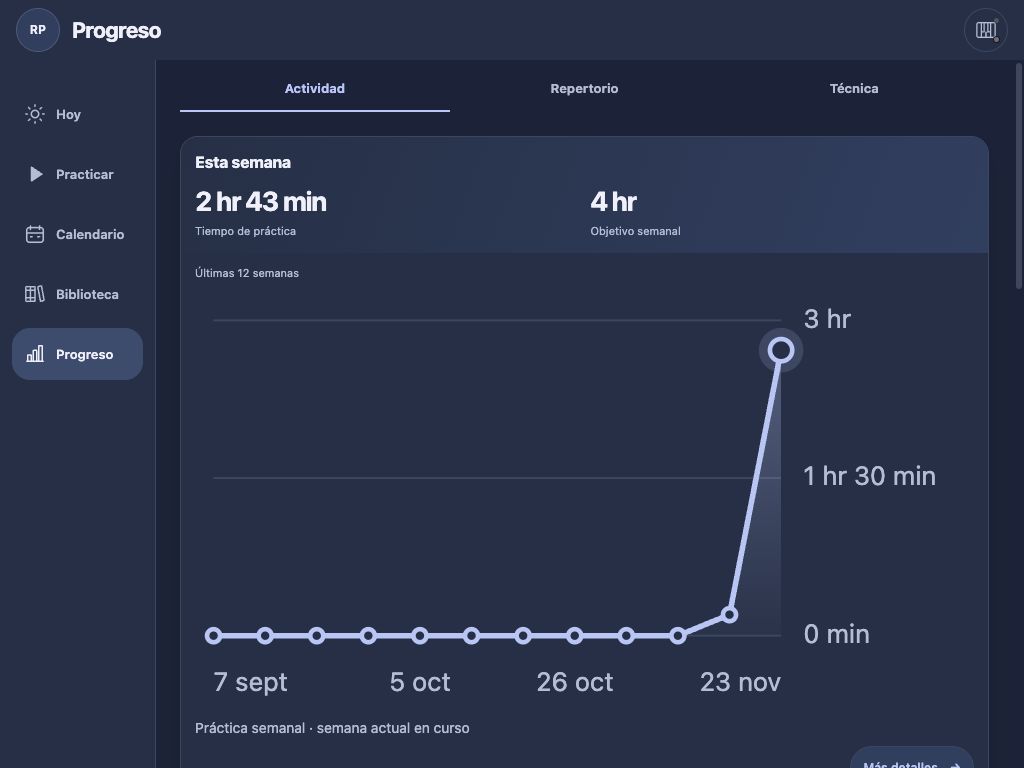 RP
Progreso
Hoy
Practicar
Calendario
Biblioteca
Progreso
Actividad
Repertorio
Técnica
Esta semana
2 hr 43 min
4 hr
Tiempo de práctica
Objetivo semanal
Últimas 12 semanas
3 hr
1 hr 30 min
0 min
7 sept
5 oct
26 oct
23 nov
Práctica semanal · semana actual en curso
Más detalles →